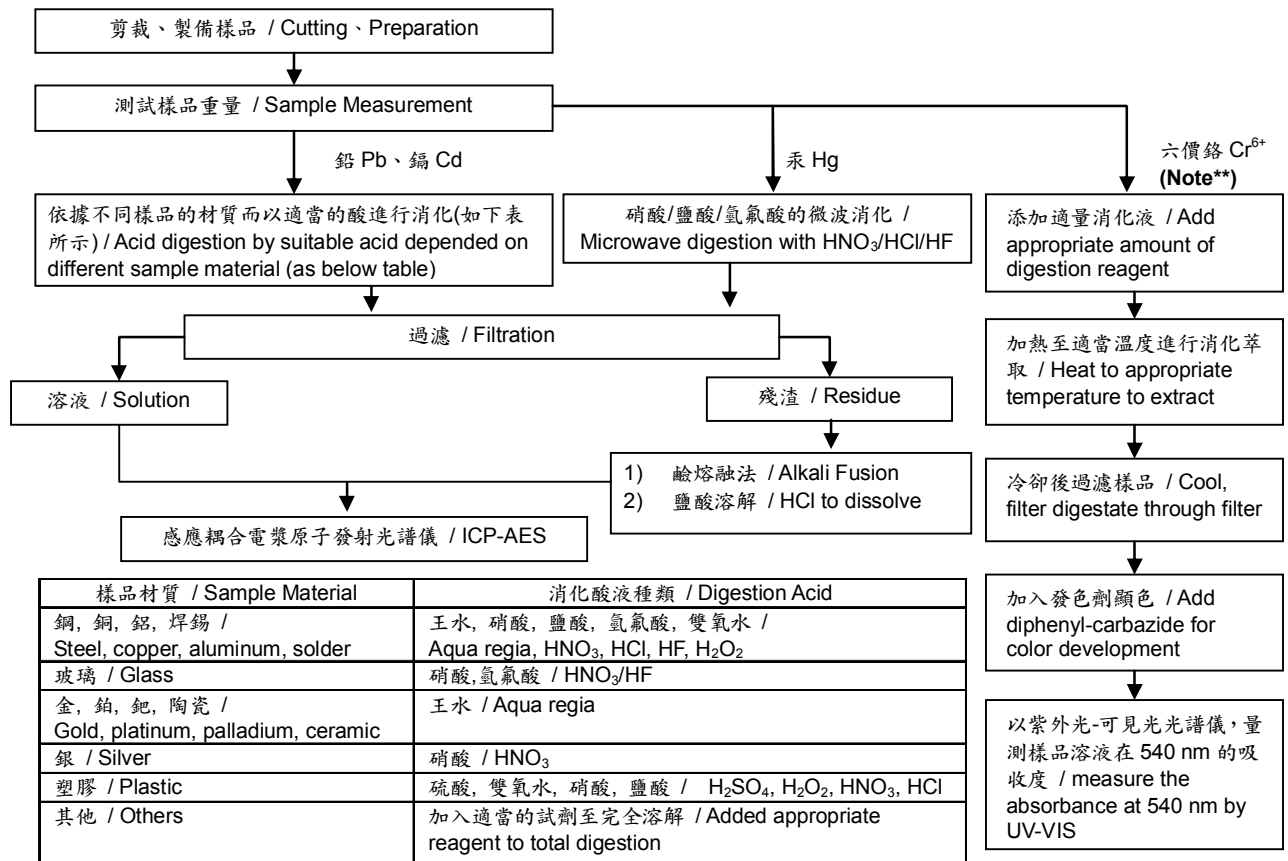 剪裁、製備樣品 / Cutting、Preparation
測試樣品重量 / Sample Measurement
鉛 Pb、鎘 Cd
汞 Hg
六價鉻 Cr⁶⁺
(Note**)
依據不同樣品的材質而以適當的酸進行消化(如下表
所示) / Acid digestion by suitable acid depended on
different sample material (as below table)
硝酸/鹽酸/氫氟酸的微波消化 /
Microwave digestion with HNO₃/HCl/HF
添加適量消化液 / Add
appropriate amount of
digestion reagent
過濾 / Filtration
加熱至適當溫度進行消化萃
取 / Heat to appropriate
temperature to extract
溶液 / Solution
殘渣 / Residue
1) 鹼熔融法 / Alkali Fusion
2) 鹽酸溶解 / HCl to dissolve
冷卻後過濾樣品 / Cool,
filter digestate through filter
感應耦合電漿原子發射光譜儀 / ICP-AES
加入發色劑顯色 / Add
diphenyl-carbazide for
color development
以紫外光-可見光光譜儀，量
測樣品溶液在 540 nm 的吸
收度 / measure the
absorbance at 540 nm by
UV-VIS
樣品材質 / Sample Material 消化酸液種類 / Digestion Acid
鋼, 銅, 鋁, 焊錫 / 王水, 硝酸, 鹽酸, 氫氟酸, 雙氧水 /
Steel, copper, aluminum, solder Aqua regia, HNO₃, HCl, HF, H₂O₂
玻璃 / Glass 硝酸,氫氟酸 / HNO₃/HF
金, 鉑, 鈀, 陶瓷 / 王水 / Aqua regia
Gold, platinum, palladium, ceramic
銀 / Silver 硝酸 / HNO₃
塑膠 / Plastic 硫酸, 雙氧水, 硝酸, 鹽酸 / H₂SO₄, H₂O₂, HNO₃, HCl
其他 / Others 加入適當的試劑至完全溶解 / Added appropriate
reagent to total digestion